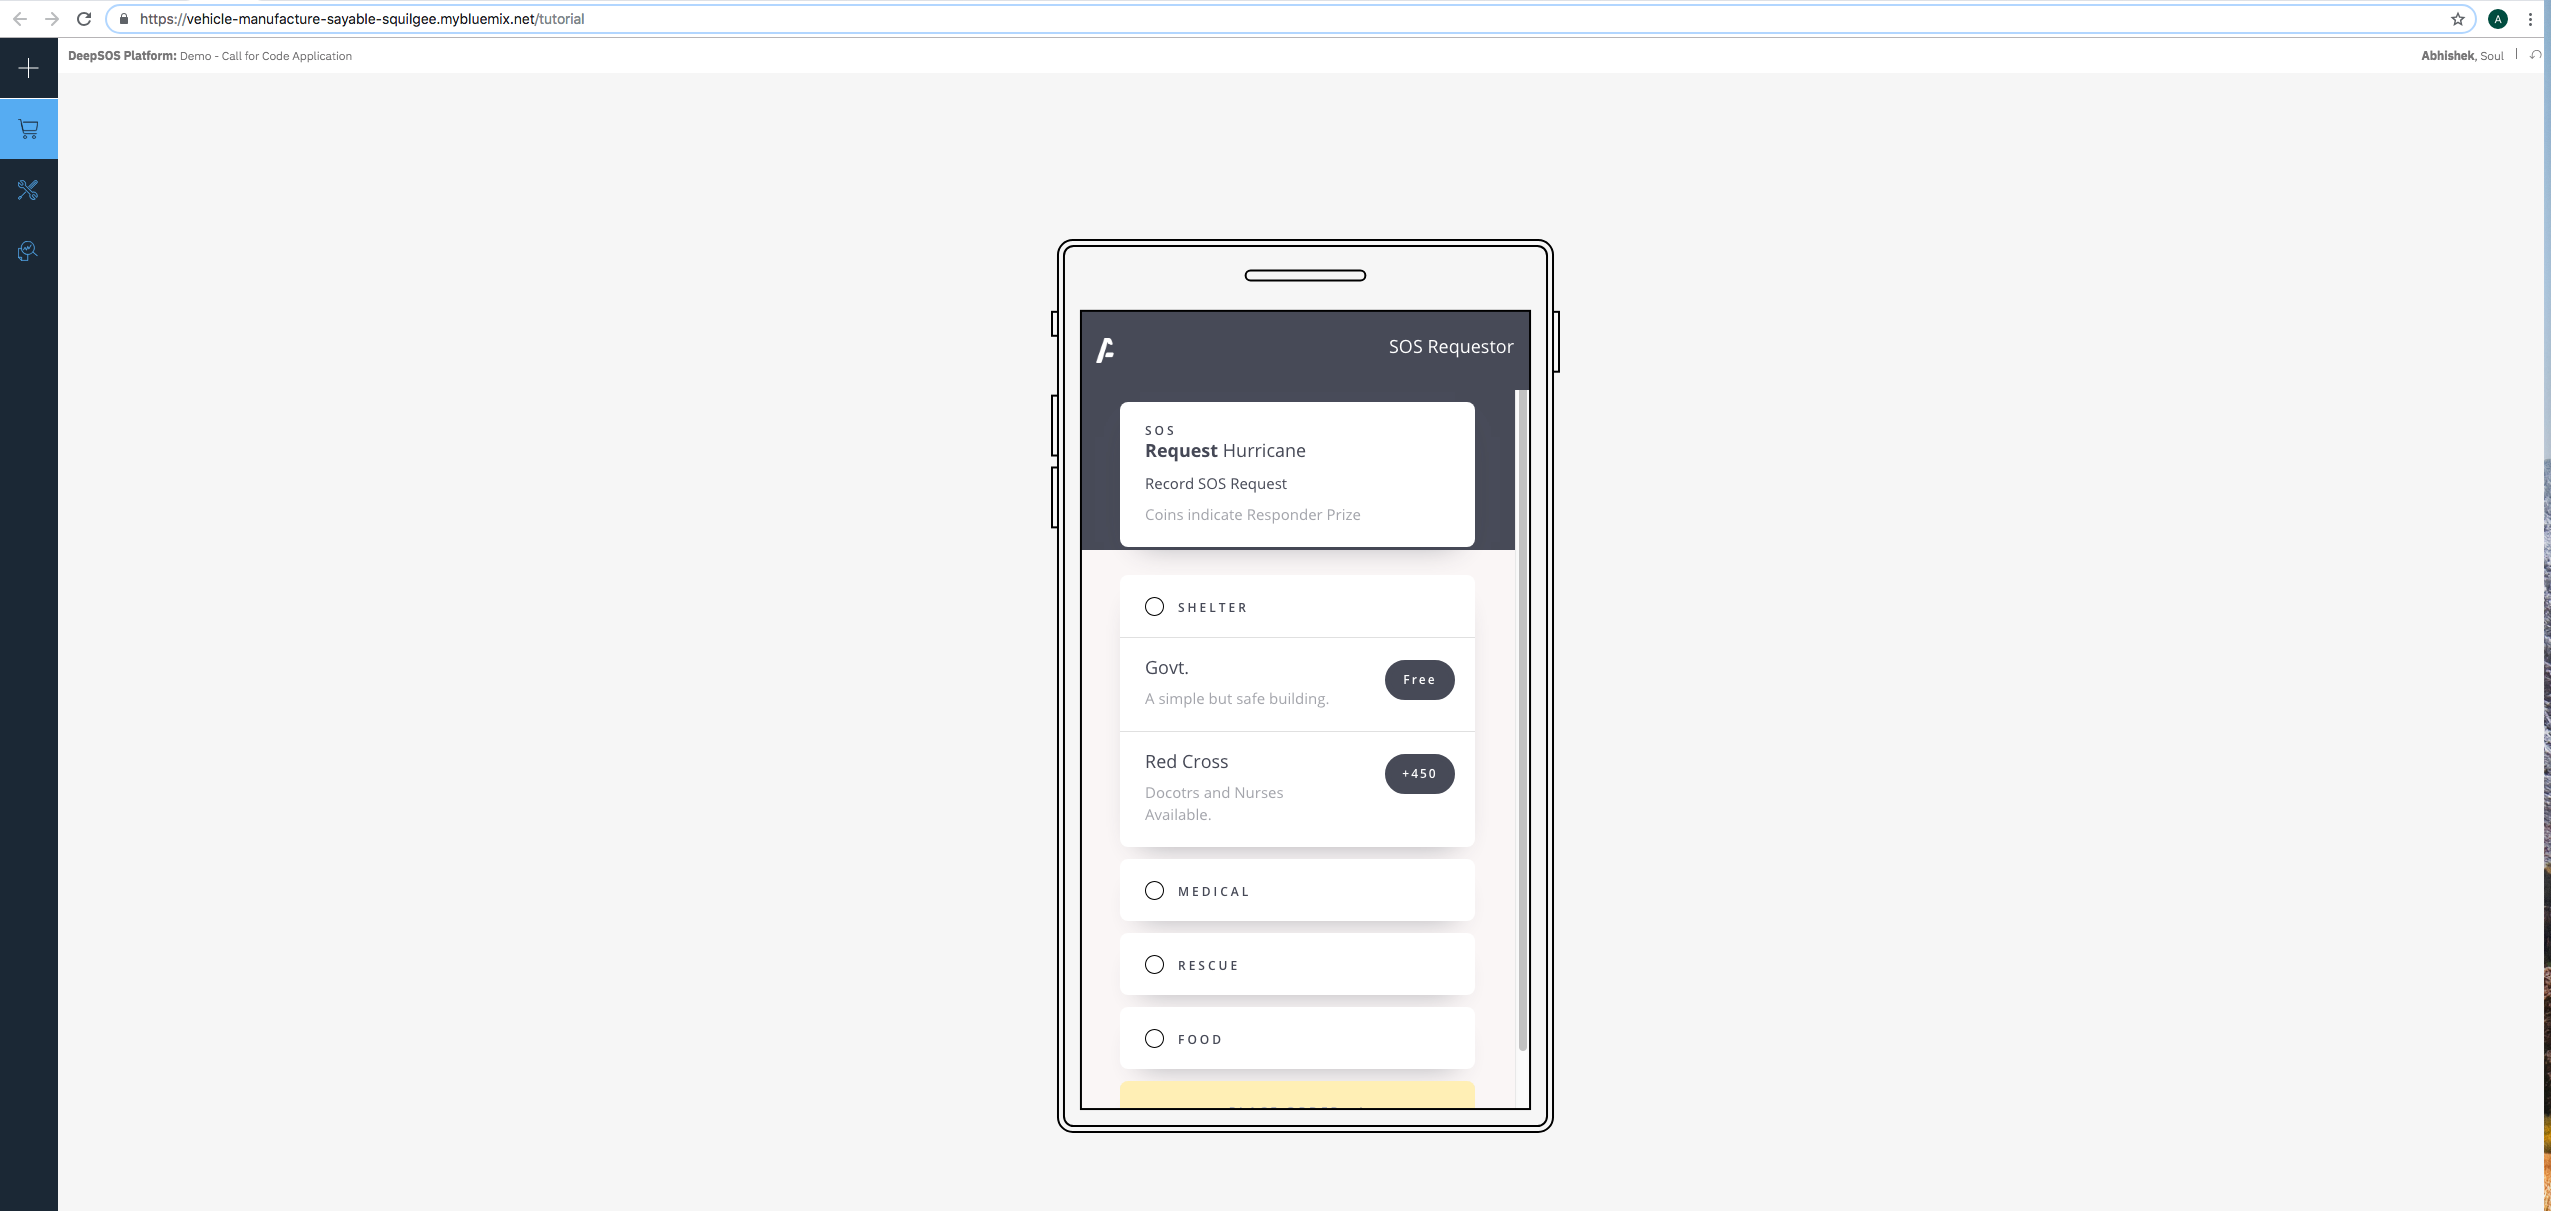 https://vehicle-manufacture-sayable-squilgee.mybluemix.net/tutorial
A
DeepSOS Platform: Demo - Call for Code Application
Abhishek, Soul
SOS Requestor
SOS
Request Hurricane
Record SOS Request
Coins indicate Responder Prize
SHELTER
Govt.
Free
A simple but safe building.
Red Cross
+450
Docotrs and Nurses
Available.
MEDICAL
RESCUE
FOOD